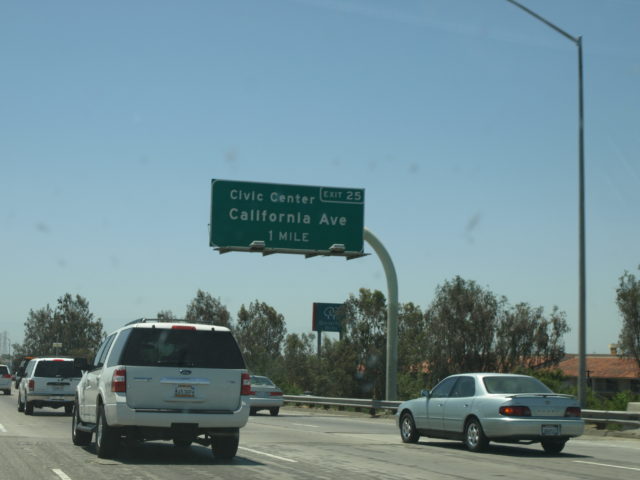 Civic Center
EXIT 25
California Ave
1 MILE